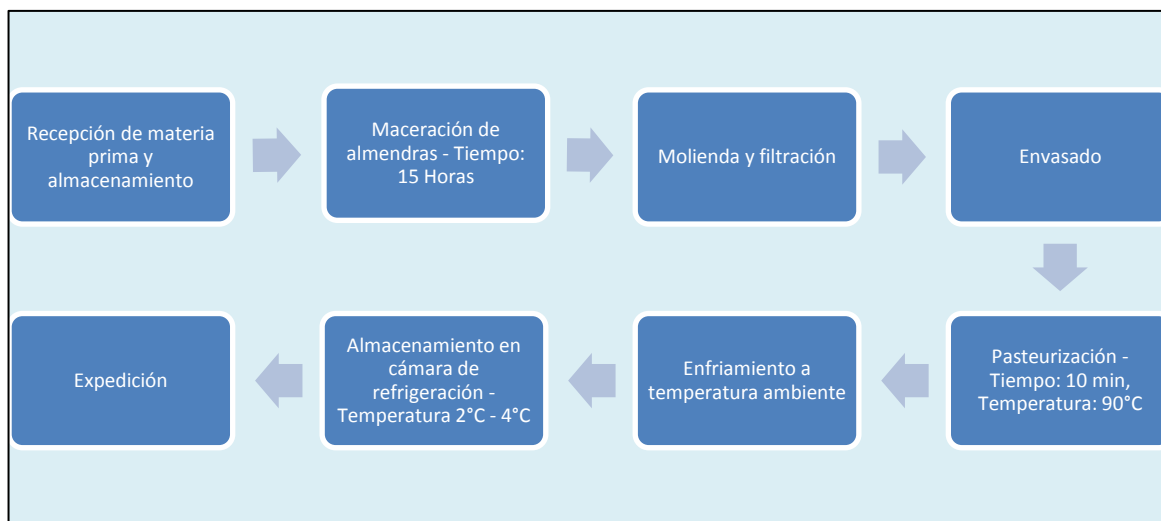 Recepción de materia
prima y
almacenamiento
Maceración de
almendras - Tiempo:
15 Horas
Molienda y filtración
Envasado
Pasteurización -
Tiempo: 10 min,
Temperatura: 90°C
Enfriamiento a
temperatura ambiente
Almacenamiento en
cámara de
refrigeración -
Temperatura 2°C - 4°C
Expedición